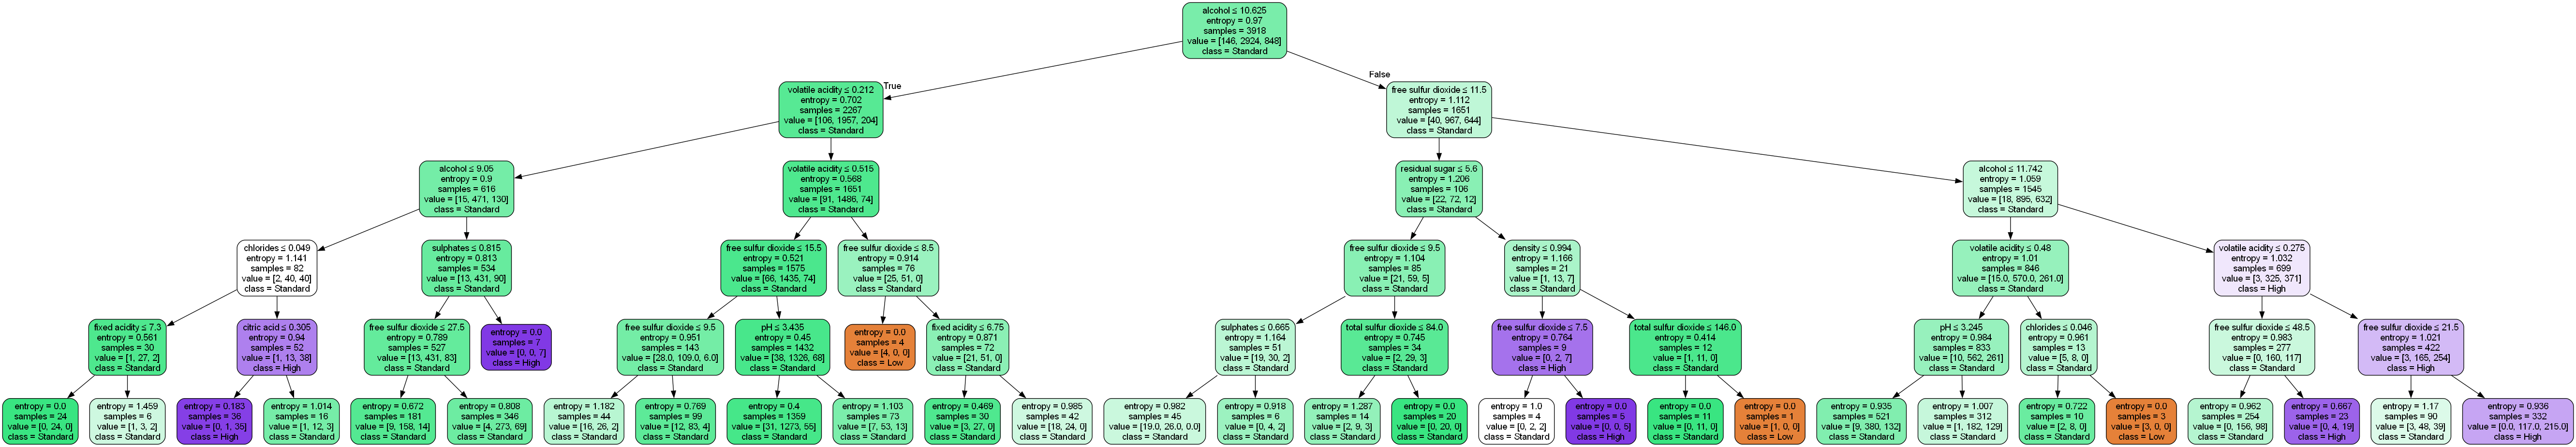 alcohol ≤ 10.625
entropy = 0.97
samples = 3918
value = [146, 2924, 848]
class = Standard
True
False
volatile acidity ≤ 0.212
entropy = 0.702
samples = 2267
value = [106, 1957, 204]
class = Standard
free sulfur dioxide ≤ 11.5
entropy = 1.112
samples = 1651
value = [40, 967, 644]
class = Standard
alcohol ≤ 9.05
entropy = 0.9
samples = 616
value = [15, 471, 130]
class = Standard
volatile acidity ≤ 0.515
entropy = 0.568
samples = 1651
value = [91, 1486, 74]
class = Standard
residual sugar ≤ 5.6
entropy = 1.206
samples = 106
value = [22, 72, 12]
class = Standard
alcohol ≤ 11.742
entropy = 1.059
samples = 1545
value = [18, 895, 632]
class = Standard
chlorides ≤ 0.049
entropy = 1.141
samples = 82
value = [2, 40, 40]
class = Standard
sulphates ≤ 0.815
entropy = 0.813
samples = 534
value = [13, 431, 90]
class = Standard
free sulfur dioxide ≤ 15.5
entropy = 0.521
samples = 1575
value = [66, 1435, 74]
class = Standard
free sulfur dioxide ≤ 8.5
entropy = 0.914
samples = 76
value = [25, 51, 0]
class = Standard
free sulfur dioxide ≤ 9.5
entropy = 1.104
samples = 85
value = [21, 59, 5]
class = Standard
density ≤ 0.994
entropy = 1.166
samples = 21
value = [1, 13, 7]
class = Standard
volatile acidity ≤ 0.48
entropy = 1.01
samples = 846
value = [15.0, 570.0, 261.0]
class = Standard
volatile acidity ≤ 0.275
entropy = 1.032
samples = 699
value = [3, 325, 371]
class = High
fixed acidity ≤ 7.3
entropy = 0.561
samples = 30
value = [1, 27, 2]
class = Standard
citric acid ≤ 0.305
entropy = 0.94
samples = 52
value = [1, 13, 38]
class = High
free sulfur dioxide ≤ 27.5
entropy = 0.789
samples = 527
value = [13, 431, 83]
class = Standard
entropy = 0.0
samples = 7
value = [0, 0, 7]
class = High
free sulfur dioxide ≤ 9.5
entropy = 0.951
samples = 143
value = [28.0, 109.0, 6.0]
class = Standard
pH ≤ 3.435
entropy = 0.45
samples = 1432
value = [38, 1326, 68]
class = Standard
entropy = 0.0
samples = 4
value = [4, 0, 0]
class = Low
fixed acidity ≤ 6.75
entropy = 0.871
samples = 72
value = [21, 51, 0]
class = Standard
sulphates ≤ 0.665
entropy = 1.164
samples = 51
value = [19, 30, 2]
class = Standard
total sulfur dioxide ≤ 84.0
entropy = 0.745
samples = 34
value = [2, 29, 3]
class = Standard
free sulfur dioxide ≤ 7.5
entropy = 0.764
samples = 9
value = [0, 2, 7]
class = High
total sulfur dioxide ≤ 146.0
entropy = 0.414
samples = 12
value = [1, 11, 0]
class = Standard
pH ≤ 3.245
entropy = 0.984
samples = 833
value = [10, 562, 261]
class = Standard
chlorides ≤ 0.046
entropy = 0.961
samples = 13
value = [5, 8, 0]
class = Standard
free sulfur dioxide ≤ 48.5
entropy = 0.983
samples = 277
value = [0, 160, 117]
class = Standard
free sulfur dioxide ≤ 21.5
entropy = 1.021
samples = 422
value = [3, 165, 254]
class = High
entropy = 0.0
samples = 24
value = [0, 24, 0]
class = Standard
entropy = 1.459
samples = 6
value = [1, 3, 2]
class = Standard
entropy = 0.183
samples = 36
value = [0, 1, 35]
class = High
entropy = 1.014
samples = 16
value = [1, 12, 3]
class = Standard
entropy = 0.672
samples = 181
value = [9, 158, 14]
class = Standard
entropy = 0.808
samples = 346
value = [4, 273, 69]
class = Standard
entropy = 1.182
samples = 44
value = [16, 26, 2]
class = Standard
entropy = 0.769
samples = 99
value = [12, 83, 4]
class = Standard
entropy = 0.4
samples = 1359
value = [31, 1273, 55]
class = Standard
entropy = 1.103
samples = 73
value = [7, 53, 13]
class = Standard
entropy = 0.469
samples = 30
value = [3, 27, 0]
class = Standard
entropy = 0.985
samples = 42
value = [18, 24, 0]
class = Standard
entropy = 0.982
samples = 45
value = [19.0, 26.0, 0.0]
class = Standard
entropy = 0.918
samples = 6
value = [0, 4, 2]
class = Standard
entropy = 1.287
samples = 14
value = [2, 9, 3]
class = Standard
entropy = 0.0
samples = 20
value = [0, 20, 0]
class = Standard
entropy = 1.0
samples = 4
value = [0, 2, 2]
class = Standard
entropy = 0.0
samples = 5
value = [0, 0, 5]
class = High
entropy = 0.0
samples = 11
value = [0, 11, 0]
class = Standard
entropy = 0.0
samples = 1
value = [1, 0, 0]
class = Low
entropy = 0.935
samples = 521
value = [9, 380, 132]
class = Standard
entropy = 1.007
samples = 312
value = [1, 182, 129]
class = Standard
entropy = 0.722
samples = 10
value = [2, 8, 0]
class = Standard
entropy = 0.0
samples = 3
value = [3, 0, 0]
class = Low
entropy = 0.962
samples = 254
value = [0, 156, 98]
class = Standard
entropy = 0.667
samples = 23
value = [0, 4, 19]
class = High
entropy = 1.17
samples = 90
value = [3, 48, 39]
class = Standard
entropy = 0.936
samples = 332
value = [0.0, 117.0, 215.0]
class = High